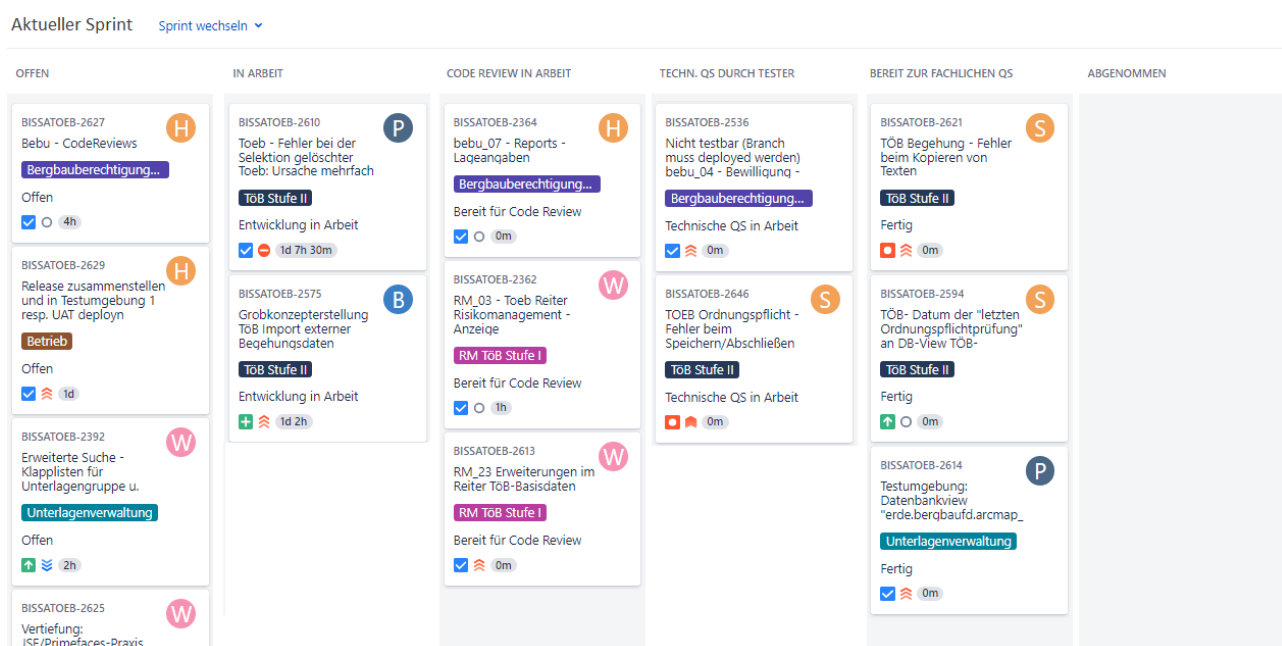 Aktueller Sprint Sprint wechseln
OFFEN
BISSATOEB-2627
H
Bebu - CodeReviews
Bergbauberechtigung...
Offen
4h
BISSATOEB-2629
H
Release zusammenstellen
und in Testumgebung 1
resp. UAT deployn
Betrieb
Offen
1d
BISSATOEB-2392
W
Erweiterte Suche -
Klapplisten für
Unterlagengruppe u.
Unterlagenverwaltung
Offen
2h
BISSATOEB-2625
W
Vertiefung:
JSF/Primefaces-Praxis
IN ARBEIT
BISSATOEB-2610
P
Toeb - Fehler bei der
Selektion gelöschter
Toeb: Ursache mehrfach
TöB Stufe II
Entwicklung in Arbeit
1d 7h 30m
BISSATOEB-2575
B
Grobkonzepterstellung
TöB Import externer
Begehungsdaten
TöB Stufe II
Entwicklung in Arbeit
1d 2h
CODE REVIEW IN ARBEIT
BISSATOEB-2364
H
bebu_07 - Reports -
Lageangaben
Bergbauberechtigung...
Bereit für Code Review
0m
BISSATOEB-2362
W
RM_03 - Toeb Reiter
Risikomanagement -
Anzeige
RM TöB Stufe I
Bereit für Code Review
1h
BISSATOEB-2613
W
RM_23 Erweiterungen im
Reiter TöB-Basisdaten
RM TöB Stufe I
Bereit für Code Review
0m
TECHN. QS DURCH TESTER
BISSATOEB-2536
Nicht testbar (Branch
muss deployed werden)
bebu_04 - Bewilligung -
Bergbauberechtigung...
Technische QS in Arbeit
0m
BISSATOEB-2646
S
TOEB Ordnungspflicht -
Fehler beim
Speichern/Abschließen
TöB Stufe II
Technische QS in Arbeit
0m
BEREIT ZUR FACHLICHEN QS
BISSATOEB-2621
S
TÖB Begehung - Fehler
beim Kopieren von
Texten
TöB Stufe II
Fertig
0m
BISSATOEB-2594
S
TÖB- Datum der "letzten
Ordnungspflichtprüfung"
an DB-View TÖB-
TöB Stufe II
Fertig
0m
BISSATOEB-2614
P
Testumgebung:
Datenbankview
"erde.bergbaufd.arcmap_
Unterlagenverwaltung
Fertig
0m
ABGENOMMEN